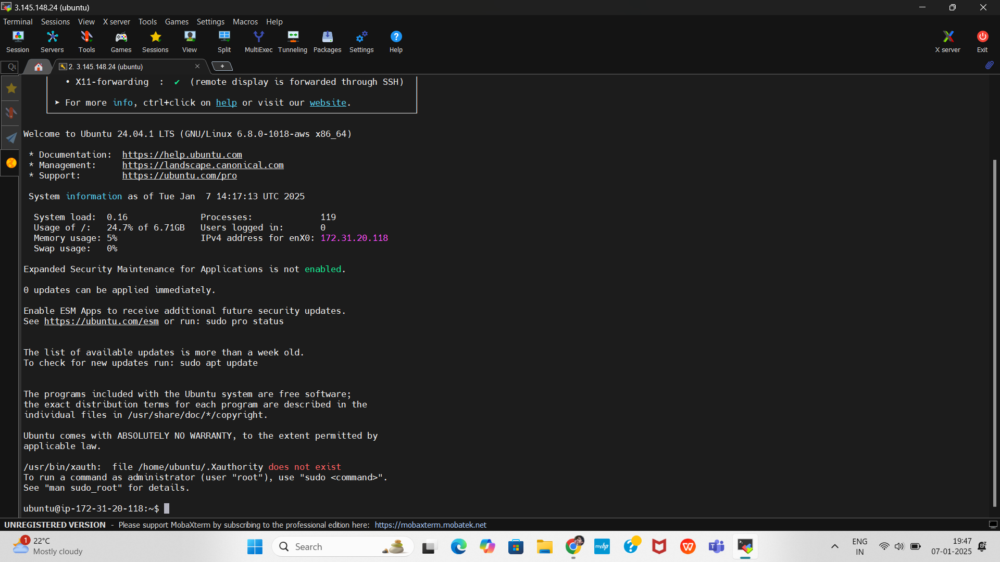 3.145.148.24 (ubuntu)
Terminal Sessions View X server Tools Games Settings Macros Help
Session Servers Tools Games Sessions View Split MultiExec Tunneling Packages Settings Help X server Exit
2. 3.145.148.24 (ubuntu)
• X11-forwarding : ✔ (remote display is forwarded through SSH)
➤ For more info, ctrl+click on help or visit our website.
Welcome to Ubuntu 24.04.1 LTS (GNU/Linux 6.8.0-1018-aws x86_64)
* Documentation: https://help.ubuntu.com
* Management: https://landscape.canonical.com
* Support: https://ubuntu.com/pro
System information as of Tue Jan 7 14:17:13 UTC 2025
System load: 0.16 Processes: 119
Usage of /: 24.7% of 6.71GB Users logged in: 0
Memory usage: 5% IPv4 address for enX0: 172.31.20.118
Swap usage: 0%
Expanded Security Maintenance for Applications is not enabled.
0 updates can be applied immediately.
Enable ESM Apps to receive additional future security updates.
See https://ubuntu.com/esm or run: sudo pro status
The list of available updates is more than a week old.
To check for new updates run: sudo apt update
The programs included with the Ubuntu system are free software;
the exact distribution terms for each program are described in the
individual files in /usr/share/doc/*/copyright.
Ubuntu comes with ABSOLUTELY NO WARRANTY, to the extent permitted by
applicable law.
/usr/bin/xauth: file /home/ubuntu/.Xauthority does not exist
To run a command as administrator (user "root"), use "sudo <command>".
See "man sudo_root" for details.
ubuntu@ip-172-31-20-118:~$
UNREGISTERED VERSION - Please support MobaXterm by subscribing to the professional edition here: https://mobaxterm.mobatek.net
1
22°C
Mostly cloudy
Search
myhp
ENG
IN
19:47
07-01-2025